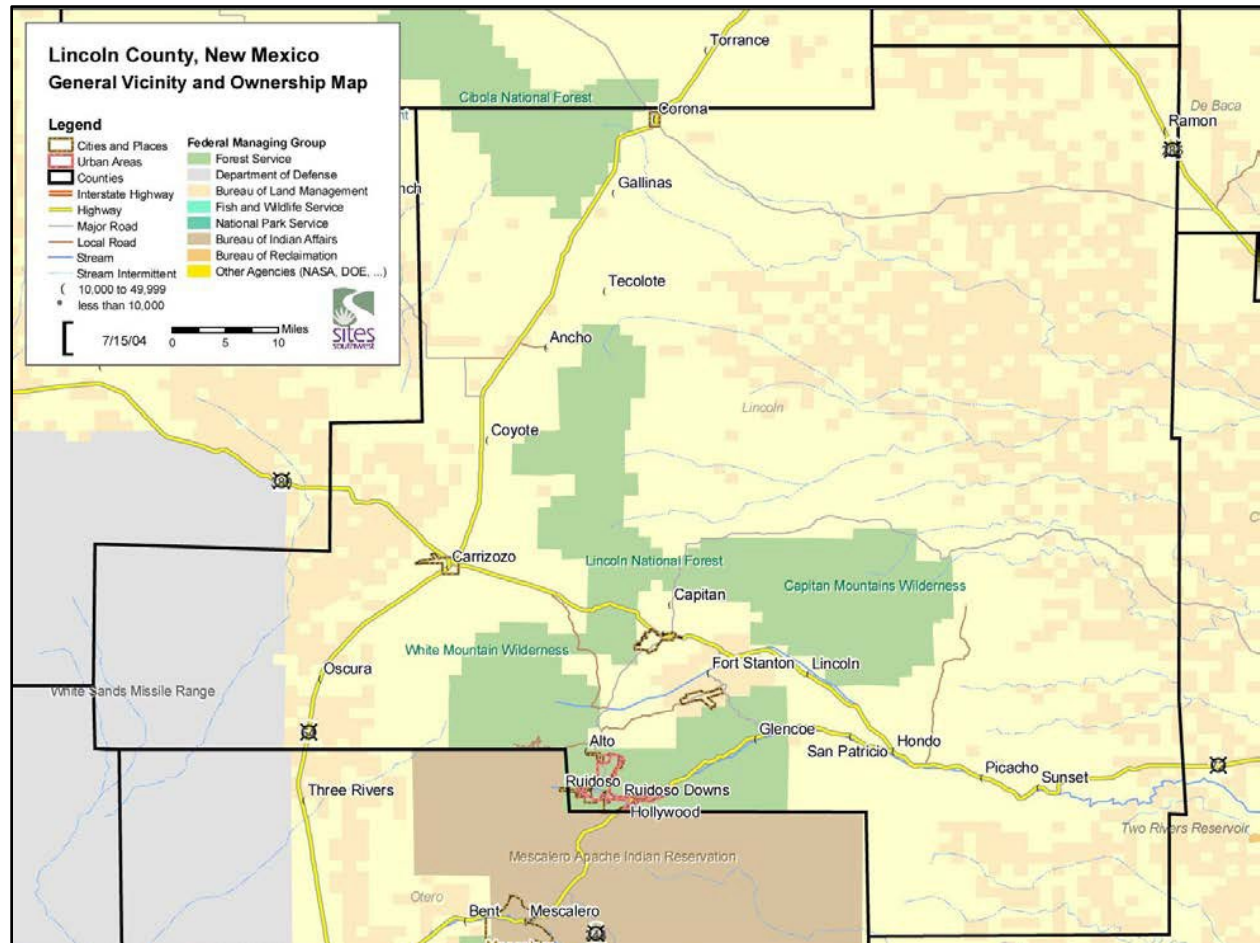 Lincoln County, New Mexico
General Vicinity and Ownership Map
Legend
Cities and Places
Urban Areas
Counties
Interstate Highway
Highway
Major Road
Local Road
Stream
Stream Intermittent
10,000 to 49,999
less than 10,000
Federal Managing Group
Forest Service
Department of Defense
Bureau of Land Management
Fish and Wildlife Service
National Park Service
Bureau of Indian Affairs
Bureau of Reclamation
Other Agencies (NASA, DOE, ...)
7/15/04
0 5 10 Miles
sites
southwest
Torrance
Cibola National Forest
Corona
De Baca
Ramon
Gallinas
Tecolote
Ancho
Lincoln
Coyote
Carrizozo
Lincoln National Forest
Capitan Mountains Wilderness
Capitan
White Mountain Wilderness
Fort Stanton
Lincoln
Oscura
White Sands Missile Range
Glencoe
San Patricio
Hondo
Alto
Picacho
Sunset
Ruidoso
Ruidoso Downs
Three Rivers
Hollywood
Two Rivers Reservoir
Mescalero Apache Indian Reservation
Otero
Bent
Mescalero